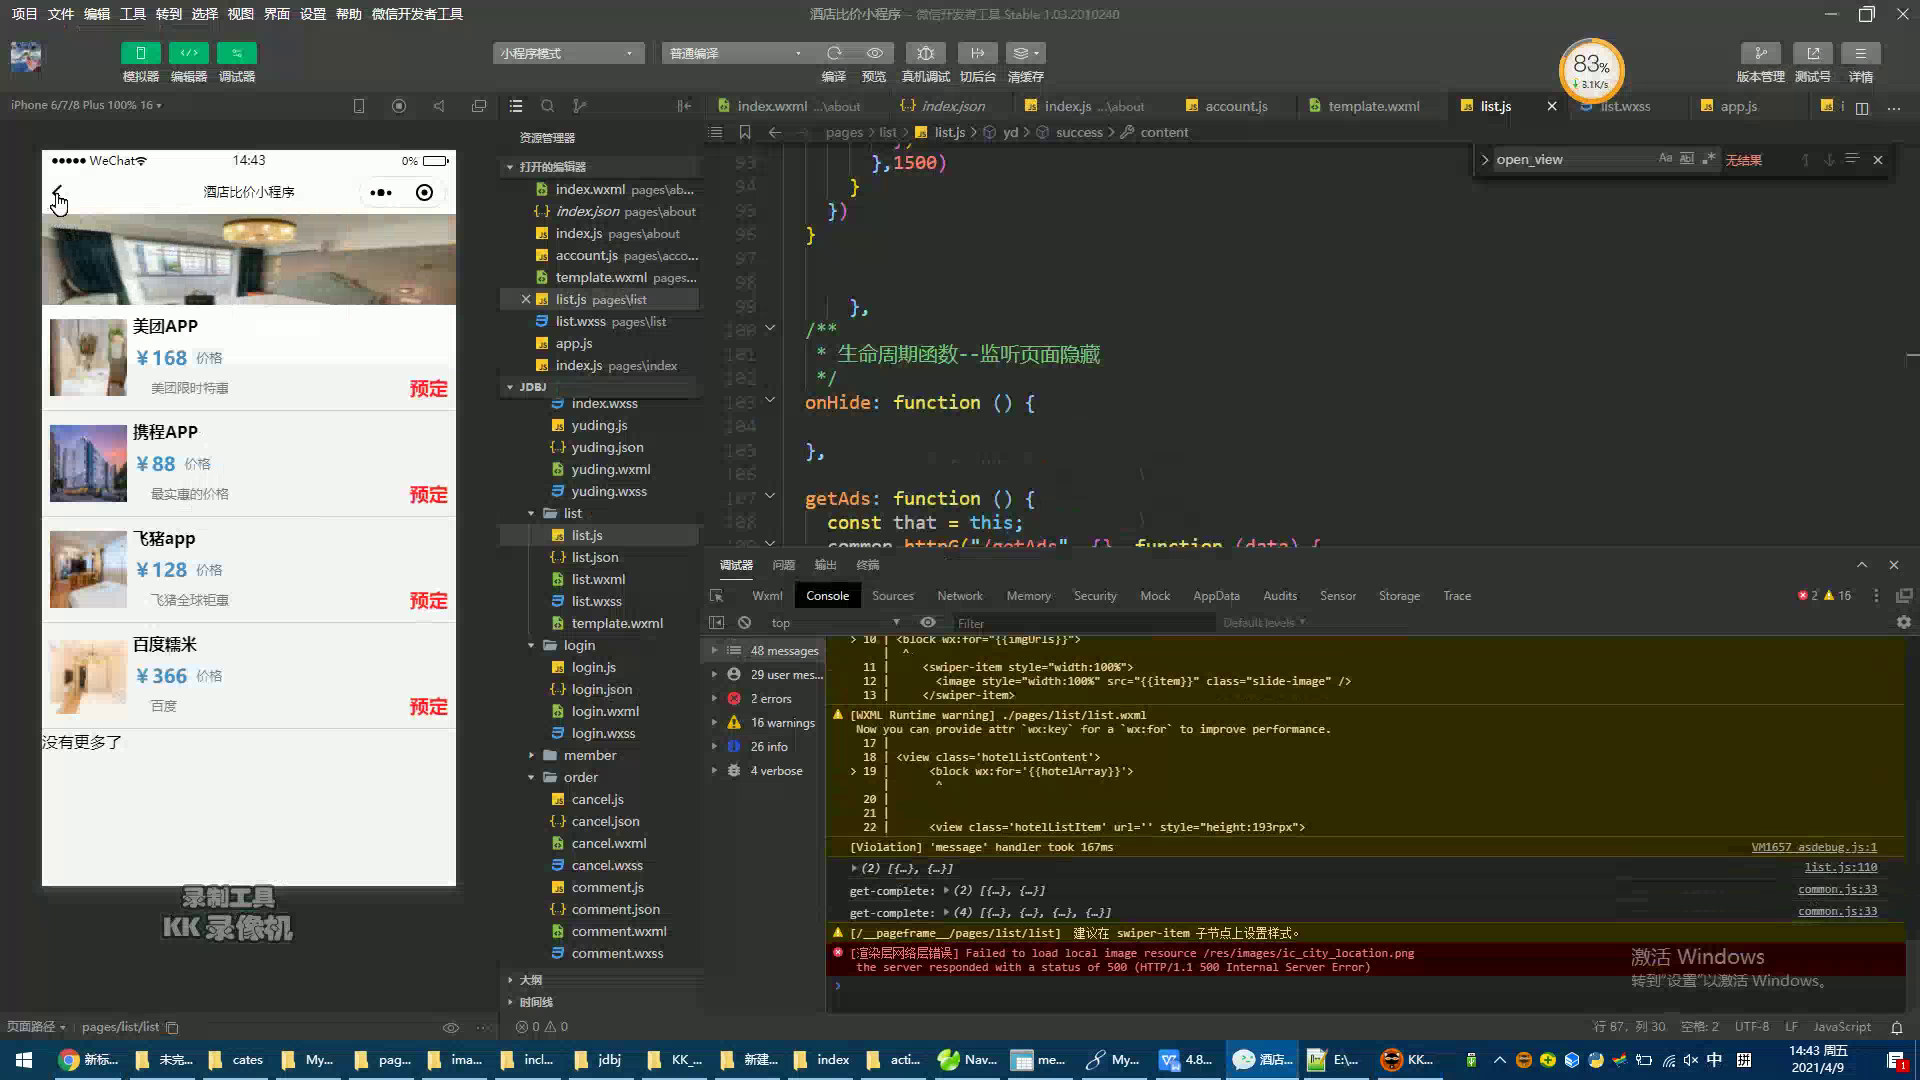 项目 文件 编辑 工具 转到 选择 视图 界面 设置 帮助 微信开发者工具
酒店比价小程序 - 微信开发者工具 Stable 1.03.2010240
小程序模式
普通编译
83%
3.1K/s
模拟器 编辑器 调试器
编译 预览 真机调试 切后台 清缓存
版本管理 测试号 详情
iPhone 6/7/8 Plus 100% 16
WeChat
14:43
0%
酒店比价小程序
美团APP
¥168 价格
美团限时特惠
预定
携程APP
¥88 价格
最实惠的价格
预定
飞猪app
¥128 价格
飞猪全球钜惠
预定
百度糯米
¥366 价格
百度
预定
没有更多了
录制工具
KK 录像机
页面路径 pages/list/list
资源管理器
打开的编辑器
index.wxml pages\ab...
index.json pages\about
index.js pages\about
account.js pages\acco...
template.wxml pages...
list.js pages\list
list.wxss pages\list
app.js
index.js pages\index
JDBJ
index.wxss
yuding.js
yuding.json
yuding.wxml
yuding.wxss
list
list.js
list.json
list.wxml
list.wxss
template.wxml
login
login.js
login.json
login.wxml
login.wxss
member
order
cancel.js
cancel.json
cancel.wxml
cancel.wxss
comment.js
comment.json
comment.wxml
comment.wxss
大纲
时间线
0 0
index.wxml ...\about
index.json
index.js ...\about
account.js
template.wxml
list.js
list.wxss
app.js
pages > list > list.js > yd > success > content
open_view
Aa Abl .*
无结果
93 },1500)
94 }
95 })
96 }
97
98
99 },
100 /**
101 * 生命周期函数--监听页面隐藏
102 */
103 onHide: function () {
104
105 },
106
107 getAds: function () {
108 const that = this;
109 common.httpG("/getAds", {}, function (data) {
调试器 问题 输出 终端
Wxml Console Sources Network Memory Security Mock AppData Audits Sensor Storage Trace
2 16
top
Filter
Default levels
48 messages
29 user mes...
2 errors
16 warnings
26 info
4 verbose
> 10 | <block wx:for="{{imgUrls}}">
| ^
11 | <swiper-item style="width:100%">
12 | <image style="width:100%" src="{{item}}" class="slide-image" />
13 | </swiper-item>
[WXML Runtime warning] ./pages/list/list.wxml
Now you can provide attr `wx:key` for a `wx:for` to improve performance.
17 |
18 | <view class='hotelListContent'>
> 19 | <block wx:for='{{hotelArray}}'>
| ^
20 |
21 |
22 | <view class='hotelListItem' url='' style="height:193rpx">
[Violation] 'message' handler took 167ms
VM1657 asdebug.js:1
(2) [{…}, {…}]
list.js:110
get-complete: (2) [{…}, {…}]
common.js:33
get-complete: (4) [{…}, {…}, {…}, {…}]
common.js:33
[/__pageframe__/pages/list/list] 建议在 swiper-item 子节点上设置样式。
[渲染层网络层错误] Failed to load local image resource /res/images/ic_city_location.png
the server responded with a status of 500 (HTTP/1.1 500 Internal Server Error)
激活 Windows
转到"设置"以激活 Windows。
行 87，列 30 空格: 2 UTF-8 LF JavaScript
新标... 未完... cates My... pag... ima... incl... jdbj KK_... 新建... index acti... Nav... me... My... 4.8... 酒店... E:\... KK...
中 拼
14:43 周五
2021/4/9
1